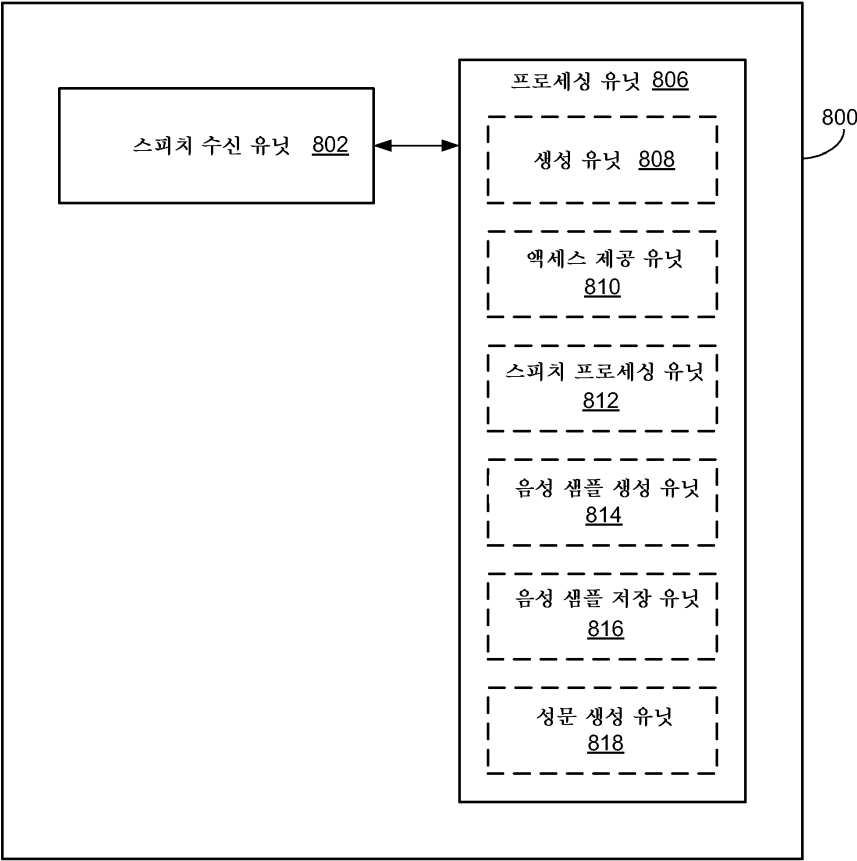 프로세싱 유닛 806
800
스피치 수신 유닛 802
생성 유닛 808
액세스 제공 유닛
810
스피치 프로세싱 유닛
812
음성 샘플 생성 유닛
814
음성 샘플 저장 유닛
816
성문 생성 유닛
818